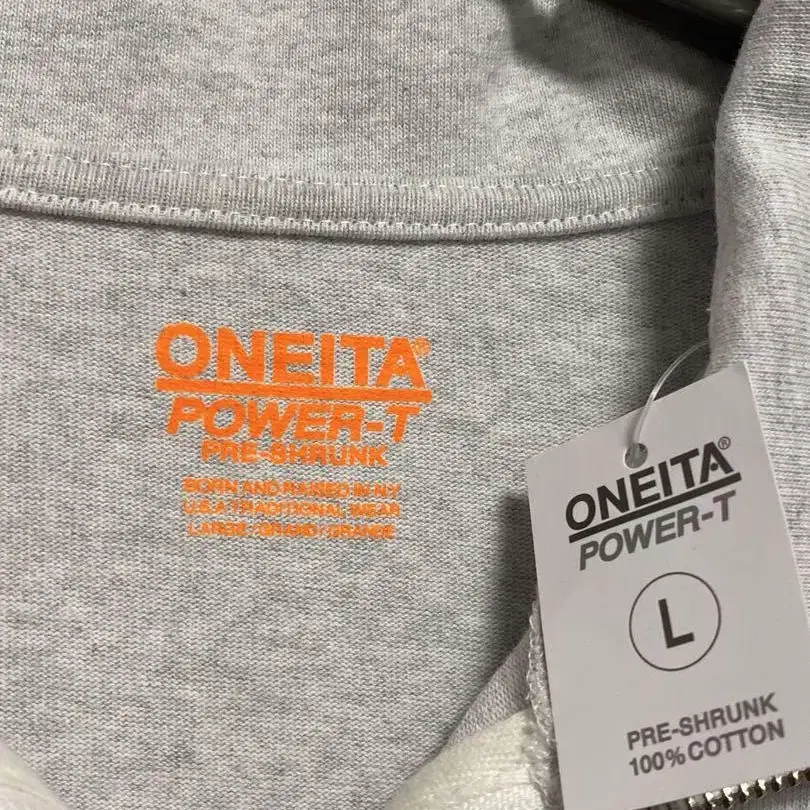 ONEITA®
POWER-T
PRE-SHRUNK
BORN AND RAISED IN NY
U.S.A TRADITIONAL WEAR
LARGE / GRAND / GRANDE
ONEITA®
POWER-T
L
PRE-SHRUNK
100% COTTON